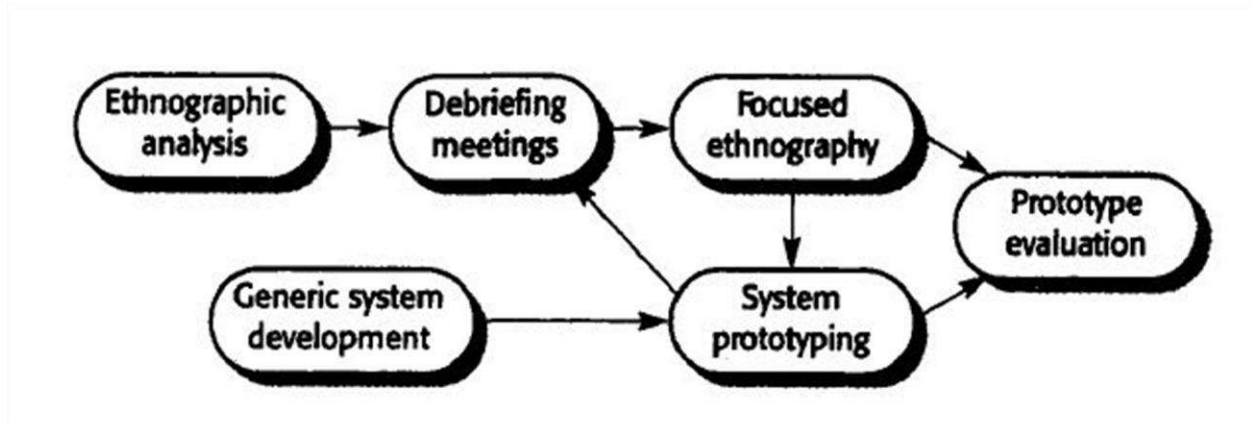 Ethnographic
analysis
Debriefing
meetings
Focused
ethnography
Prototype
evaluation
Generic system
development
System
prototyping